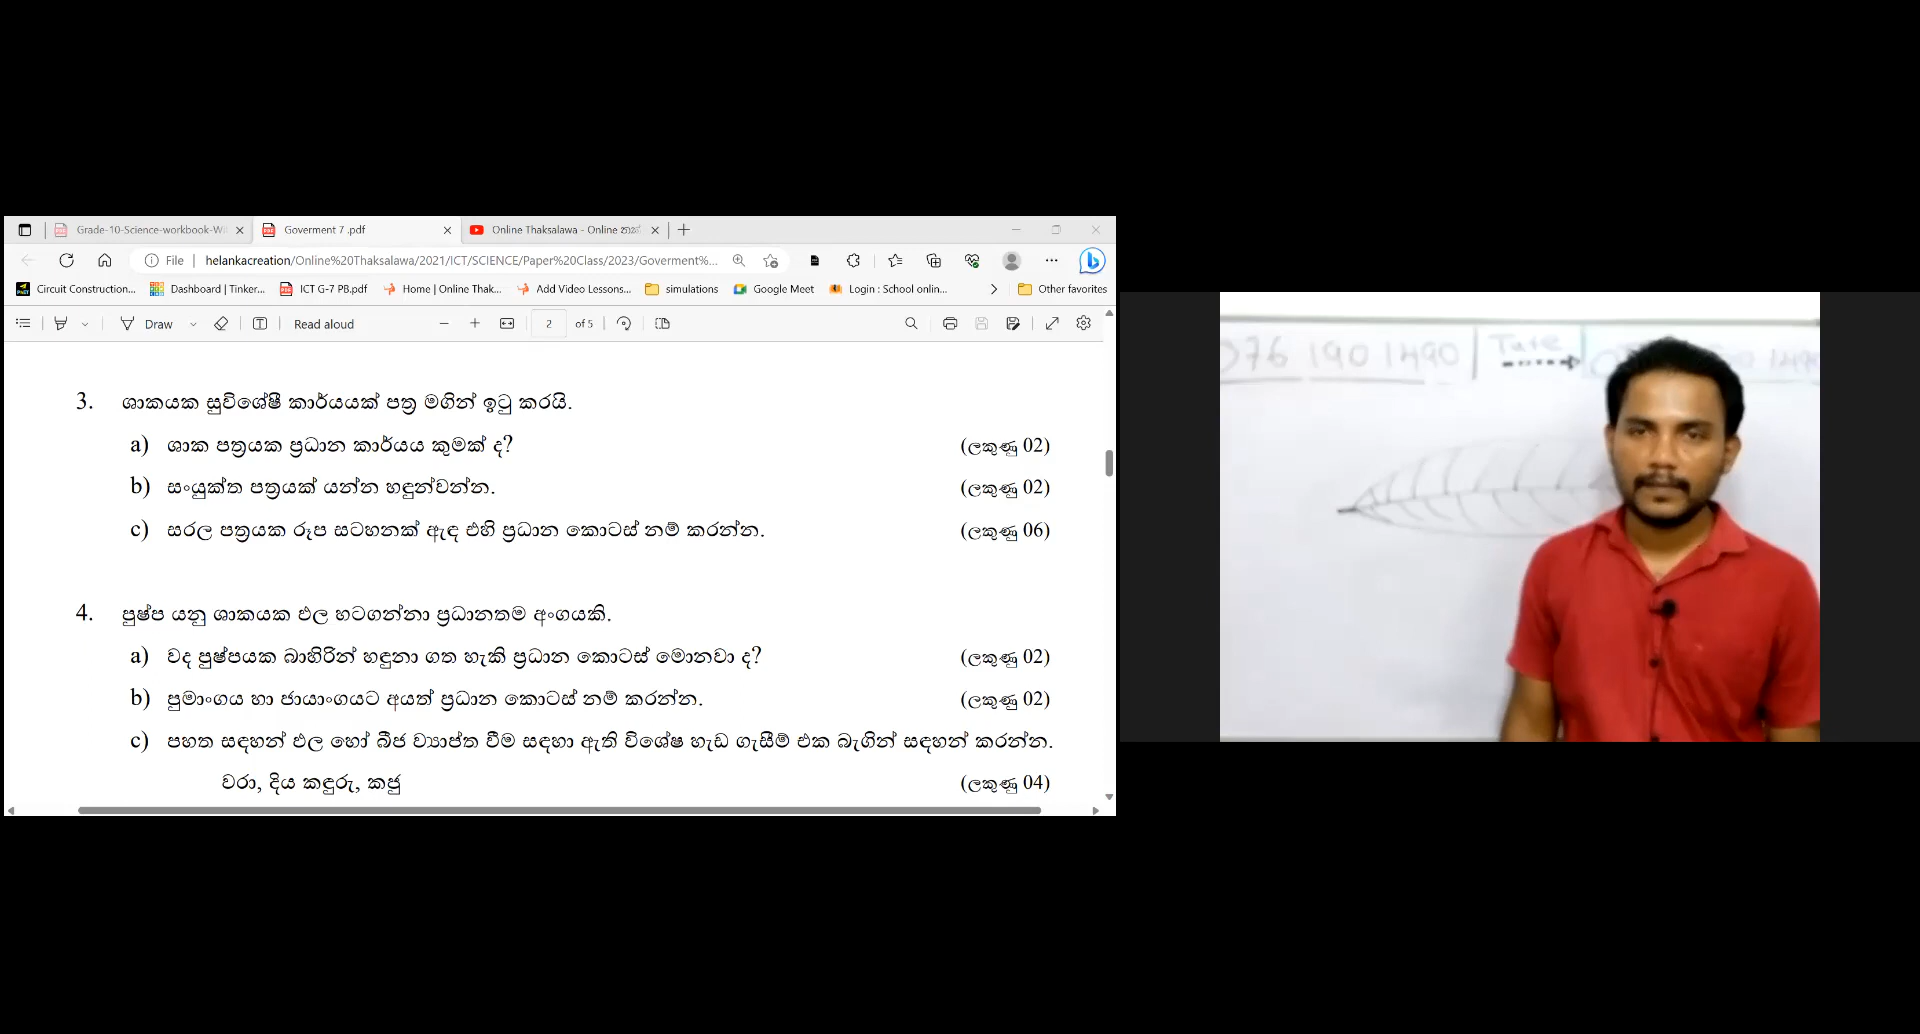 Grade-10-Science-workbook-Wi
Goverment 7 .pdf
Online Thaksalawa - Online
File
helankacreation/Online%20Thaksalawa/2021/ICT/SCIENCE/Paper%20Class/2023/Goverment%...
Circuit Construction...
Dashboard | Tinker...
ICT G-7 PB.pdf
Home | Online Thak...
Add Video Lessons...
simulations
Google Meet
Login : School onlin...
Other favorites
Draw
Read aloud
2 of 5
3. ශාකයක සුවිශේෂී කාර්යයක් පත්‍ර මගින් ඉටු කරයි.
a) ශාක පත්‍රයක ප්‍රධාන කාර්යය කුමක් ද? (ලකුණු 02)
b) සංයුක්ත පත්‍රයක් යන්න හඳුන්වන්න. (ලකුණු 02)
c) සරල පත්‍රයක රූප සටහනක් ඇඳ එහි ප්‍රධාන කොටස් නම් කරන්න. (ලකුණු 06)
4. පුෂ්ප යනු ශාකයක ඵල හටගන්නා ප්‍රධානතම අංගයකි.
a) වද පුෂ්පයක බාහිරින් හඳුනා ගත හැකි ප්‍රධාන කොටස් මොනවා ද? (ලකුණු 02)
b) පුමාංගය හා ජායාංගයට අයත් ප්‍රධාන කොටස් නම් කරන්න. (ලකුණු 02)
c) පහත සඳහන් ඵල හෝ බීජ ව්‍යාප්ත වීම සඳහා ඇති විශේෂ හැඩ ගැසීම් එක බැගින් සඳහන් කරන්න.
වරා, දිය කඳුරු, කජු (ලකුණු 04)
076 190 1490
Tute